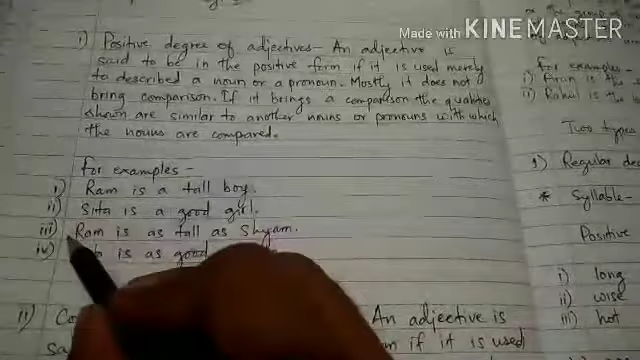 Made with KINEMASTER
i) Positive degree of adjectives - An adjective is
said to be in the positive form if it is used merely
to described a noun or a pronoun. Mostly it does not
bring comparison. If it brings a comparison the qualities
shown are similar to another nouns or pronouns with which
the nouns are compared.
For examples -
i) Ram is a tall boy.
ii) Sita is a good girl.
iii) Ram is as tall as Shyam.
iv) is as good
ii) Co An adjective is
sa if it is used
For examples -
i) Arun is the
ii) Rahul is the
Two types
1) Regular de
* Syllable -
Positive
i) long
ii) wise
iii) hot